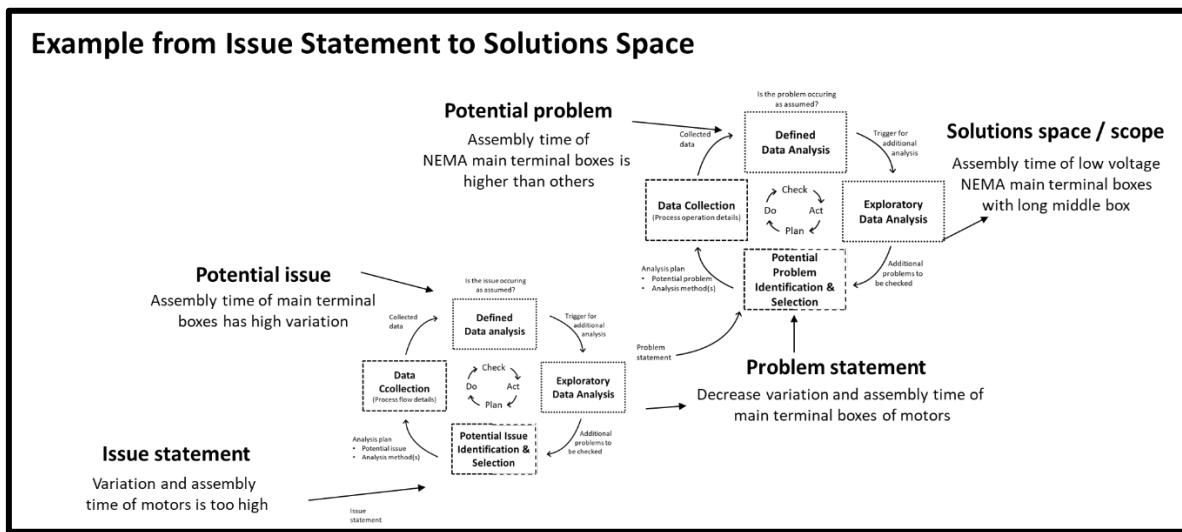 Example from Issue Statement to Solutions Space
Potential problem
Assembly time of
NEMA main terminal boxes is
higher than others
Is the problem occuring
as assumed?
Collected
data
Defined
Data Analysis
Trigger for
additional
analysis
Solutions space / scope
Assembly time of low voltage
NEMA main terminal boxes
with long middle box
Data Collection
(Process operation details)
Check
Do
Act
Plan
Exploratory
Data Analysis
Analysis plan
• Potential problem
• Analysis method(s)
Potential
Problem
Identification &
Selection
Additional
problems to
be checked
Potential issue
Assembly time of main terminal
boxes has high variation
Is the issue occuring
as assumed?
Collected
data
Defined
Data analysis
Trigger for
additional
analysis
Problem
statement
Problem statement
Decrease variation and assembly time of
main terminal boxes of motors
Data
Ccollection
(Process flow details)
Check
Do
Act
Plan
Exploratory
Data Analysis
Analysis plan
• Potential issue
• Analysis method(s)
Potential Issue
Identification &
Selection
Additional
problems to
be checked
Issue statement
Variation and assembly
time of motors is too high
Issue
statement